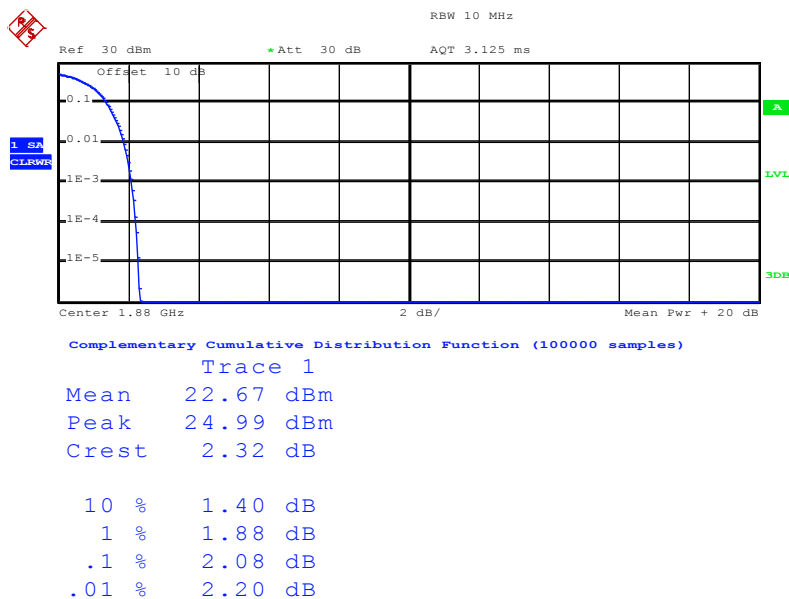 RBW 10 MHz
R S
Ref 30 dBm * Att 30 dB AQT 3.125 ms
Offset 10 dB
0.1
A
0.01
1 SA
CLRWR
1E-3
LVL
1E-4
1E-5
3DB
Center 1.88 GHz 2 dB/ Mean Pwr + 20 dB
Complementary Cumulative Distribution Function (100000 samples)
Trace 1
Mean 22.67 dBm
Peak 24.99 dBm
Crest 2.32 dB
10 % 1.40 dB
1 % 1.88 dB
.1 % 2.08 dB
.01 % 2.20 dB